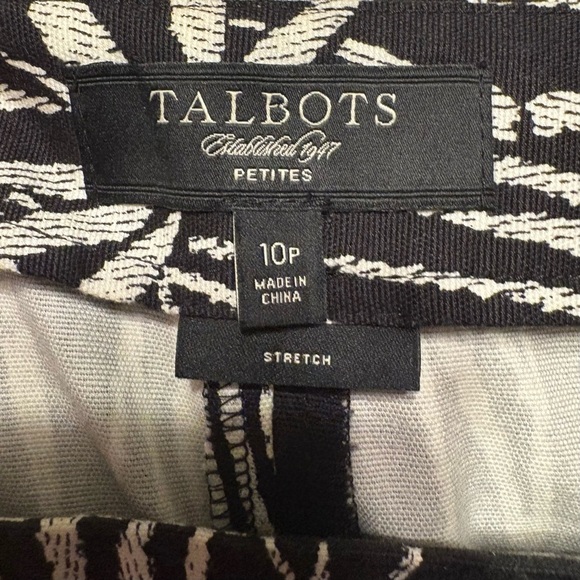 TALBOTS
Established 1947
PETITES
10P
MADE IN
CHINA
STRETCH